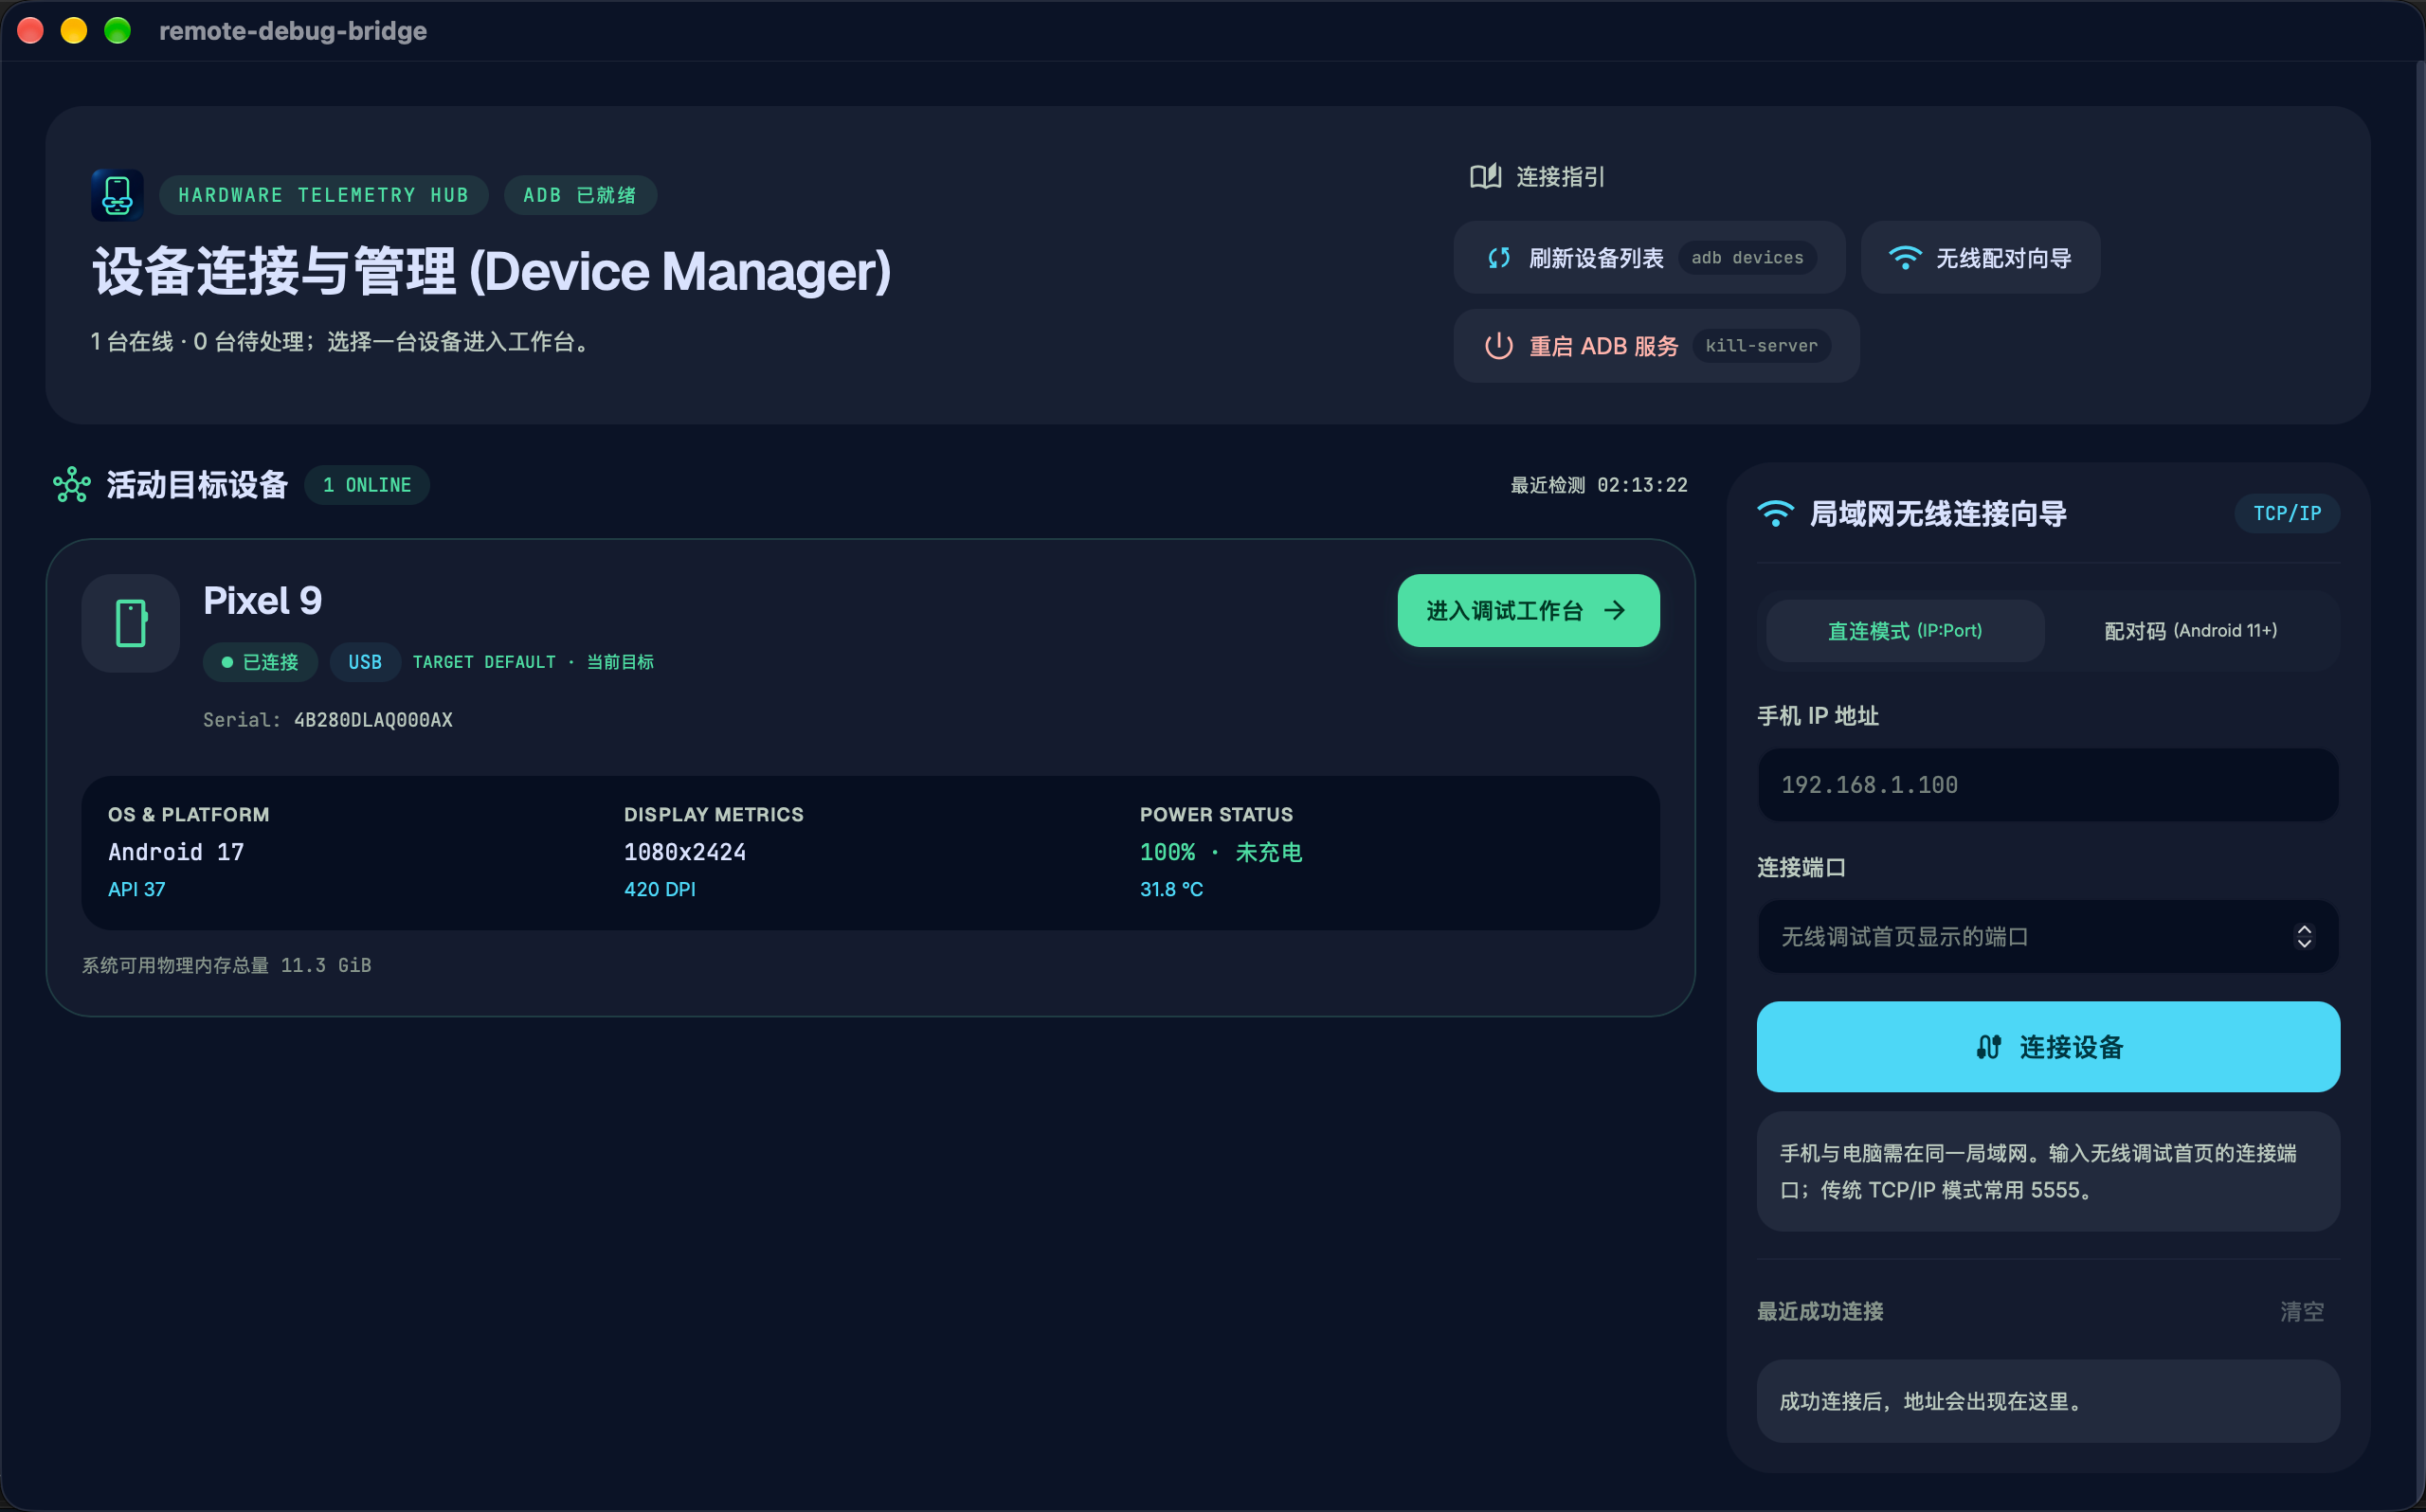 remote-debug-bridge
HARDWARE TELEMETRY HUB
ADB 已就绪
设备连接与管理 (Device Manager)
1 台在线 · 0 台待处理；选择一台设备进入工作台。
连接指引
刷新设备列表 adb devices
无线配对向导
重启 ADB 服务 kill-server
活动目标设备
1 ONLINE
最近检测 02:13:22
Pixel 9
已连接
USB
TARGET DEFAULT · 当前目标
Serial: 4B280DLAQ000AX
进入调试工作台
OS & PLATFORM
Android 17
API 37
DISPLAY METRICS
1080x2424
420 DPI
POWER STATUS
100% · 未充电
31.8 °C
系统可用物理内存总量 11.3 GiB
局域网无线连接向导
TCP/IP
直连模式 (IP:Port)
配对码 (Android 11+)
手机 IP 地址
192.168.1.100
连接端口
无线调试首页显示的端口
连接设备
手机与电脑需在同一局域网。输入无线调试首页的连接端
口；传统 TCP/IP 模式常用 5555。
最近成功连接
清空
成功连接后，地址会出现在这里。